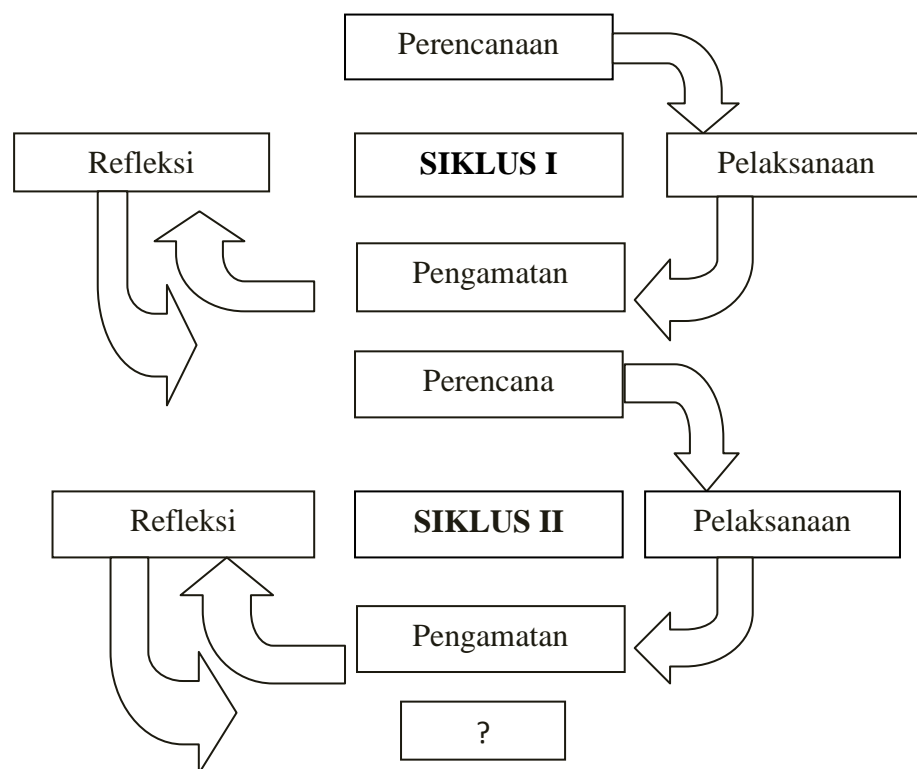 Perencanaan
Refleksi
SIKLUS I
Pelaksanaan
Pengamatan
Perencana
Refleksi
SIKLUS II
Pelaksanaan
Pengamatan
?